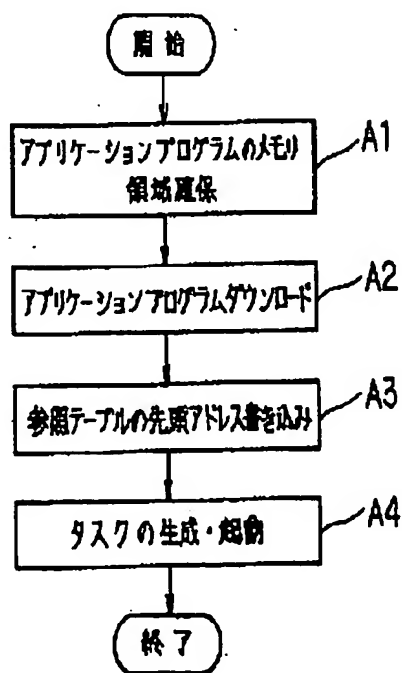 開始
アプリケーションプログラムのメモリ
領域確保
A1
アプリケーションプログラムダウンロード
A2
参照テーブルの先頭アドレス書き込み
A3
タスクの生成・起動
A4
終了